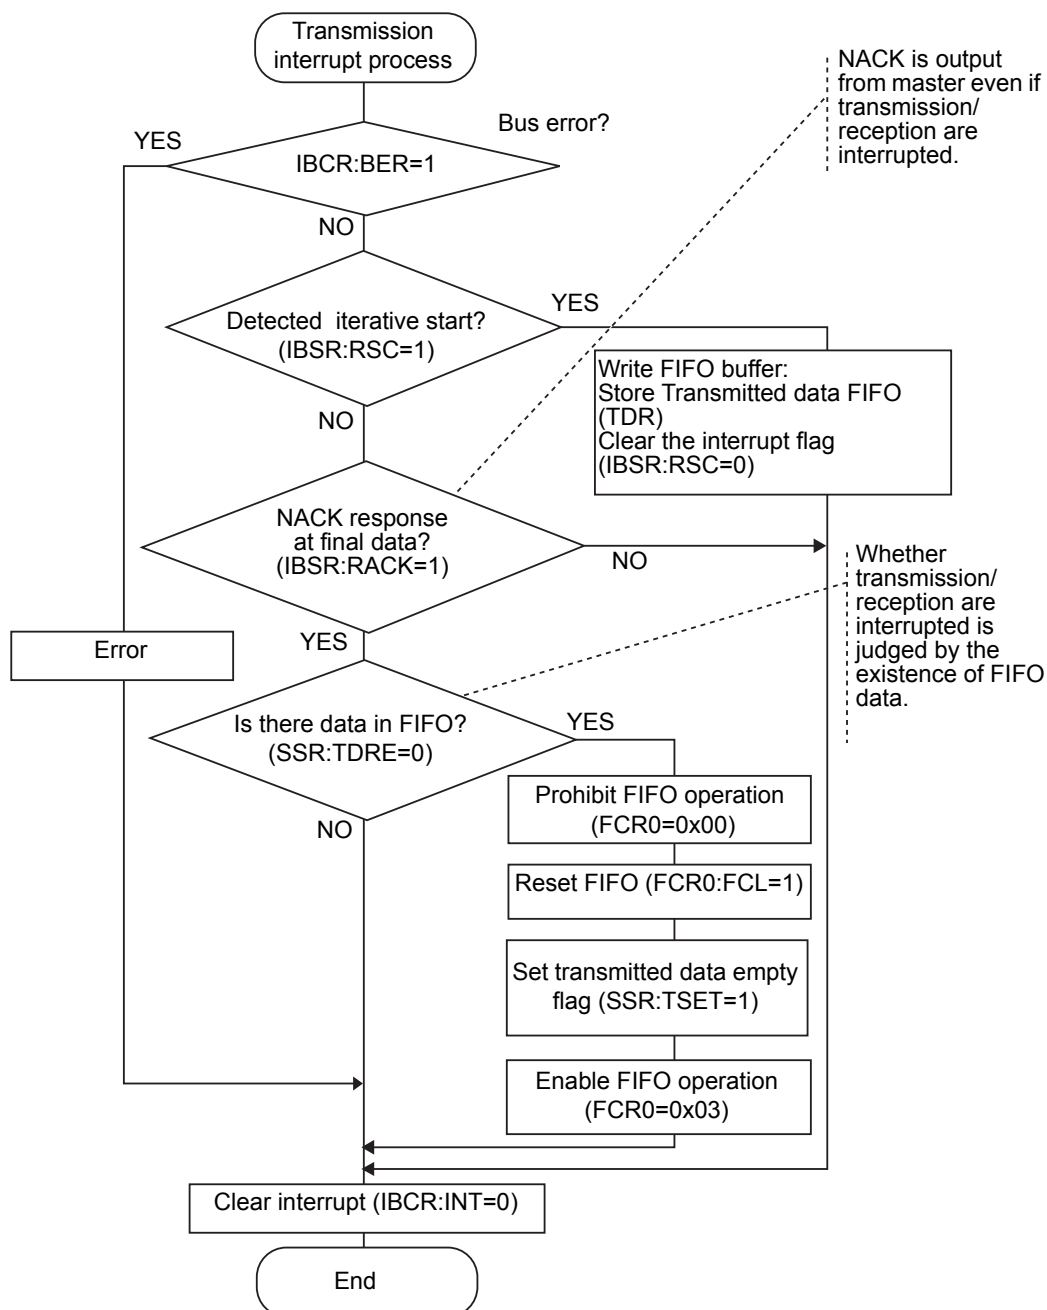 Transmission
interrupt process
NACK is output
from master even if
transmission/
reception are
interrupted.
Bus error?
YES
IBCR:BER=1
NO
YES
Detected iterative start?
(IBSR:RSC=1)
Write FIFO buffer:
Store Transmitted data FIFO
(TDR)
Clear the interrupt flag
(IBSR:RSC=0)
NO
NACK response
at final data?
(IBSR:RACK=1)
NO
Whether
transmission/
reception are
interrupted is
judged by the
existence of FIFO
data.
YES
Error
Is there data in FIFO?
(SSR:TDRE=0)
YES
Prohibit FIFO operation
(FCR0=0x00)
NO
Reset FIFO (FCR0:FCL=1)
Set transmitted data empty
flag (SSR:TSET=1)
Enable FIFO operation
(FCR0=0x03)
Clear interrupt (IBCR:INT=0)
End